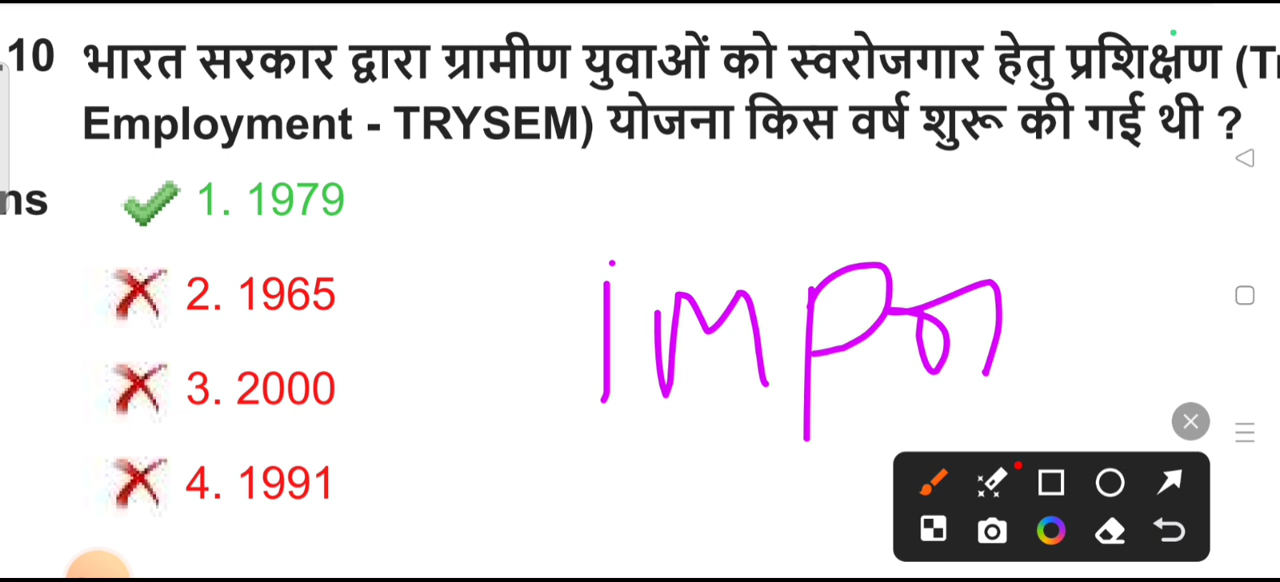 .10 भारत सरकार द्वारा ग्रामीण युवाओं को स्वरोजगार हेतु प्रशिक्षण (T
Employment - TRYSEM) योजना किस वर्ष शुरू की गई थी ?
ns
1. 1979
2. 1965
3. 2000
4. 1991